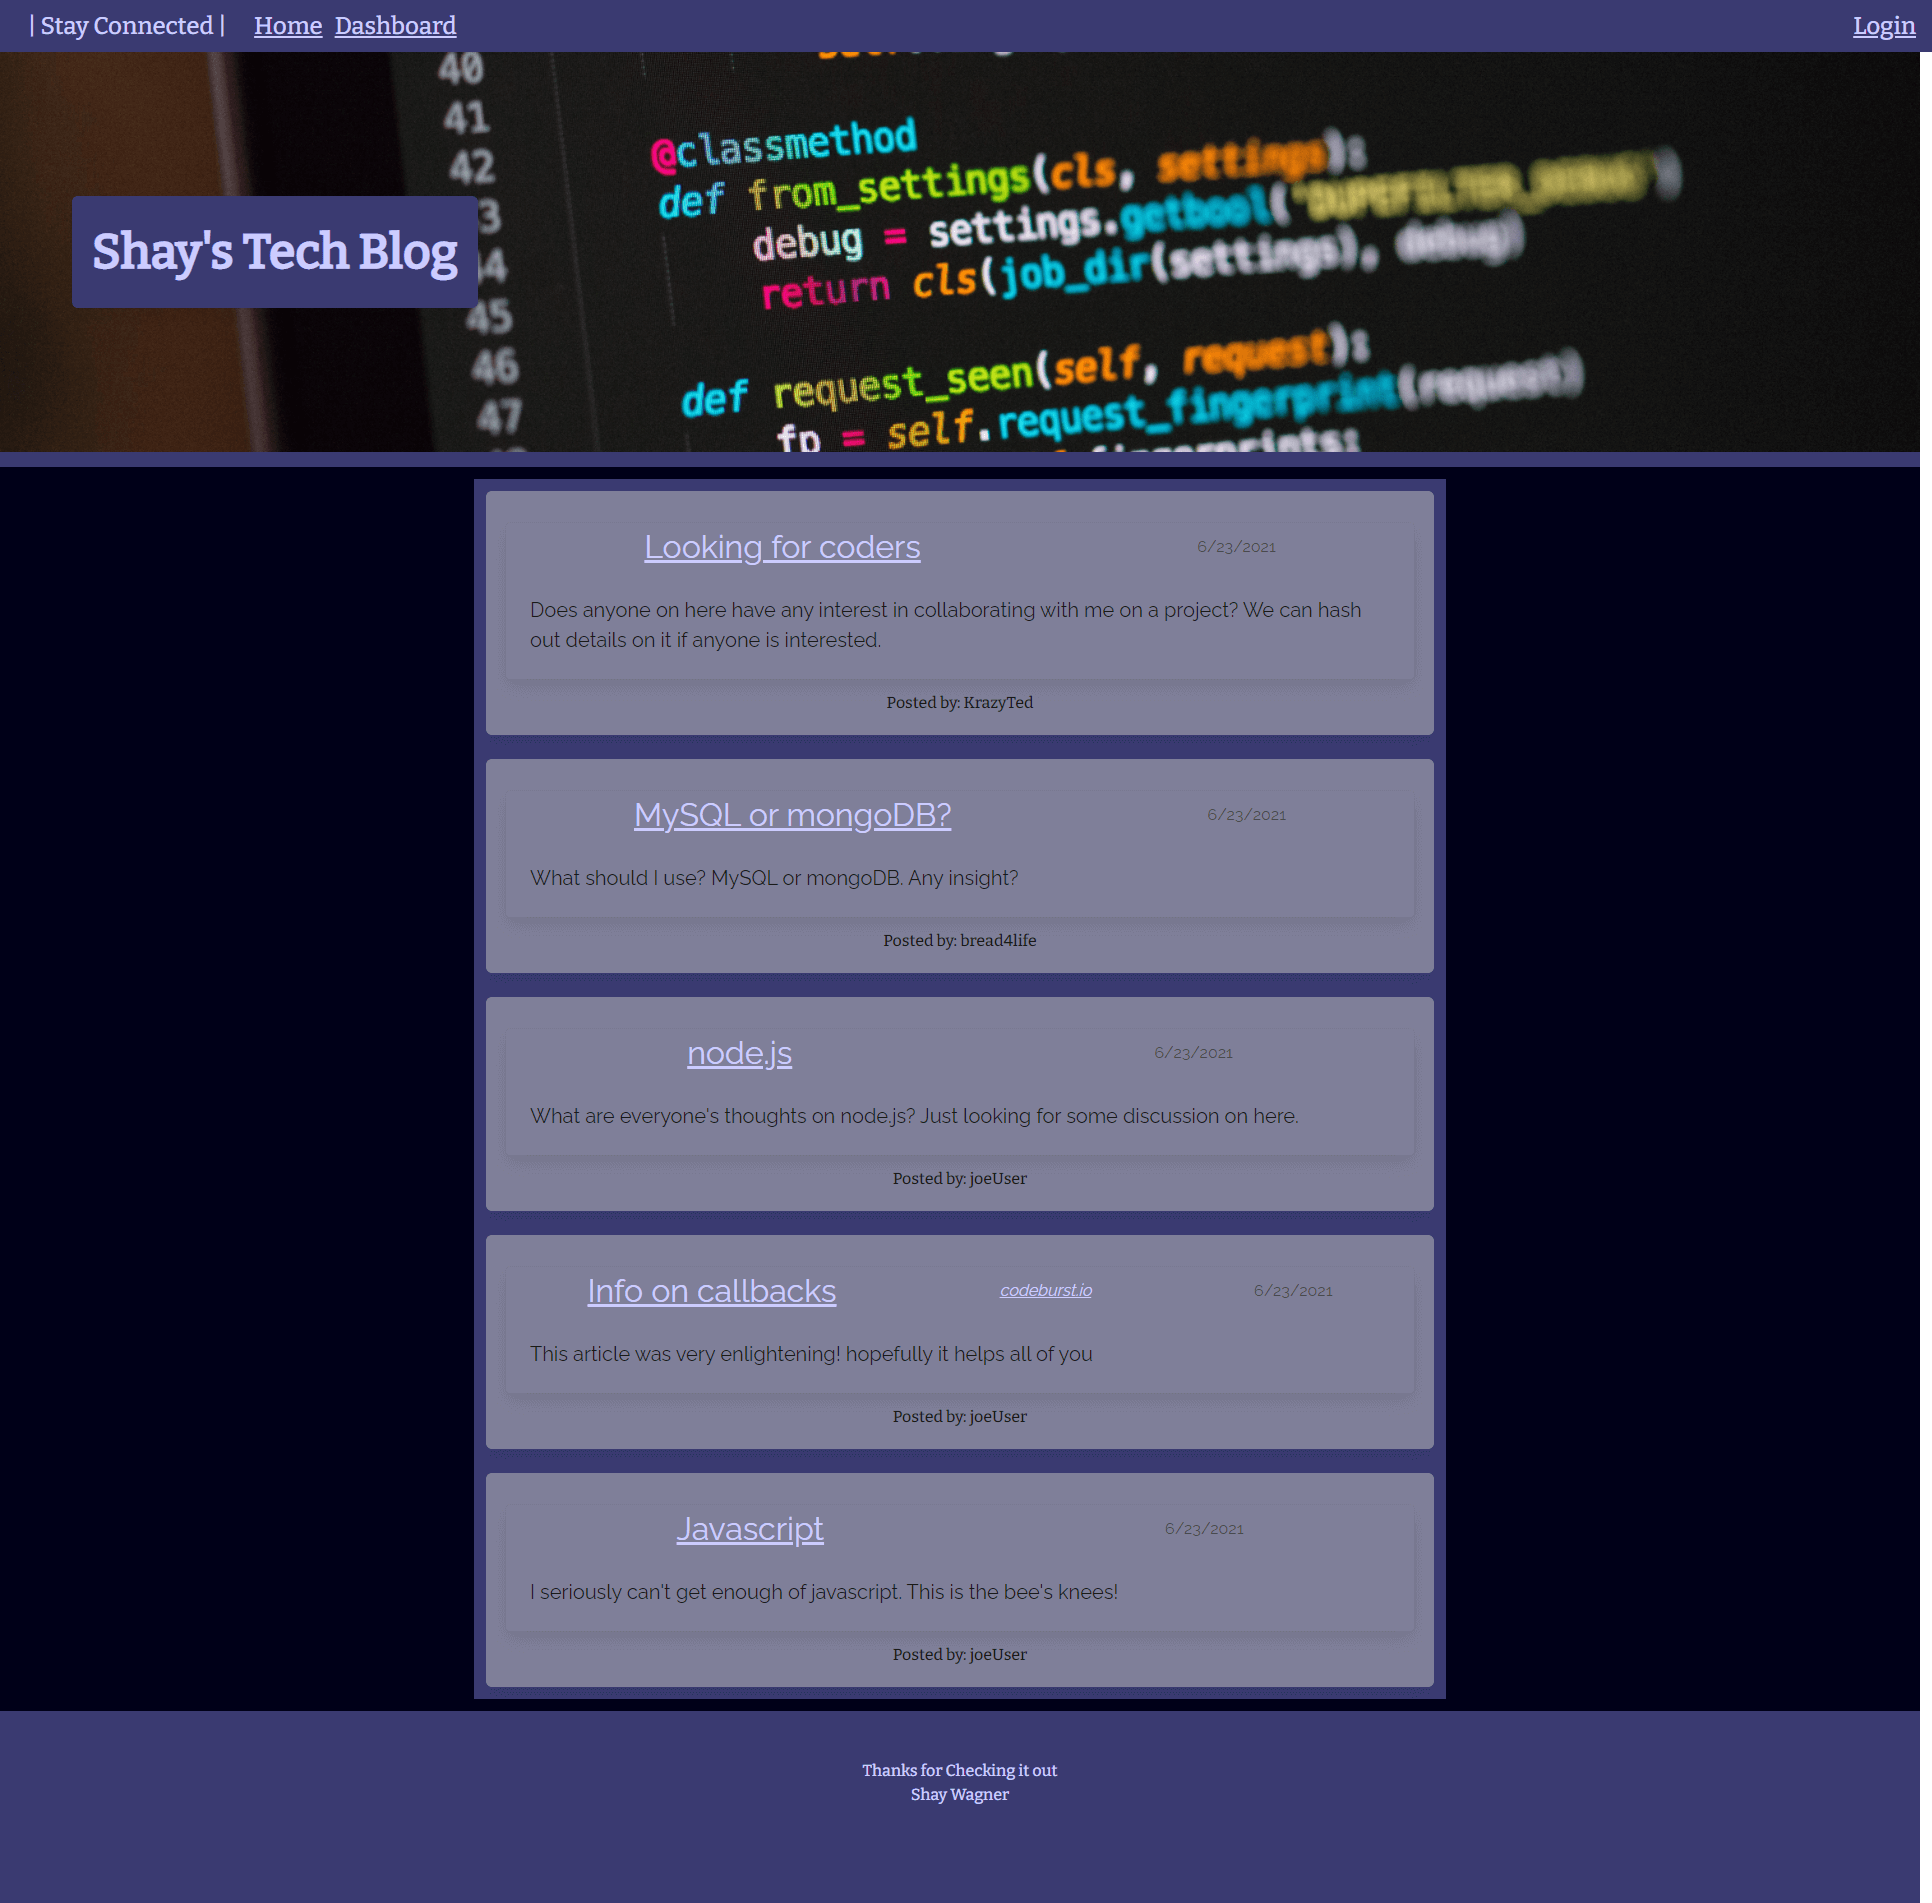 | Stay Connected | Home Dashboard Login
40
41
42
45
46
47
@classmethod
def from_settings(cls, settings):
debug = settings.getbool('DUPEFILTER_DEBUG')
return cls(job_dir(settings), debug)
def request_seen(self, request):
fp = self.request_fingerprint(request)
Shay's Tech Blog
Looking for coders 6/23/2021
Does anyone on here have any interest in collaborating with me on a project? We can hash
out details on it if anyone is interested.
Posted by: KrazyTed
MySQL or mongoDB? 6/23/2021
What should I use? MySQL or mongoDB. Any insight?
Posted by: bread4life
node.js 6/23/2021
What are everyone's thoughts on node.js? Just looking for some discussion on here.
Posted by: joeUser
Info on callbacks codeburst.io 6/23/2021
This article was very enlightening! hopefully it helps all of you
Posted by: joeUser
Javascript 6/23/2021
I seriously can't get enough of javascript. This is the bee's knees!
Posted by: joeUser
Thanks for Checking it out
Shay Wagner